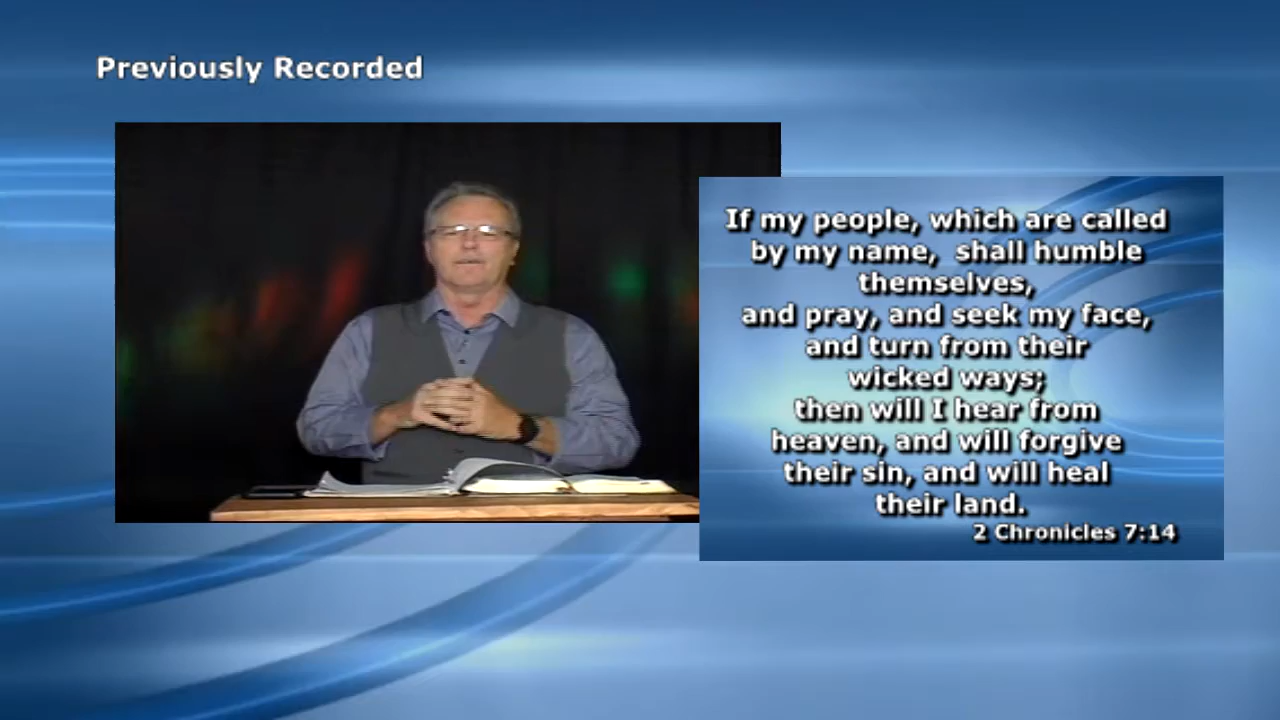 Previously Recorded
If my people, which are called
by my name, shall humble
themselves,
and pray, and seek my face,
and turn from their
wicked ways;
then will I hear from
heaven, and will forgive
their sin, and will heal
their land.
2 Chronicles 7:14